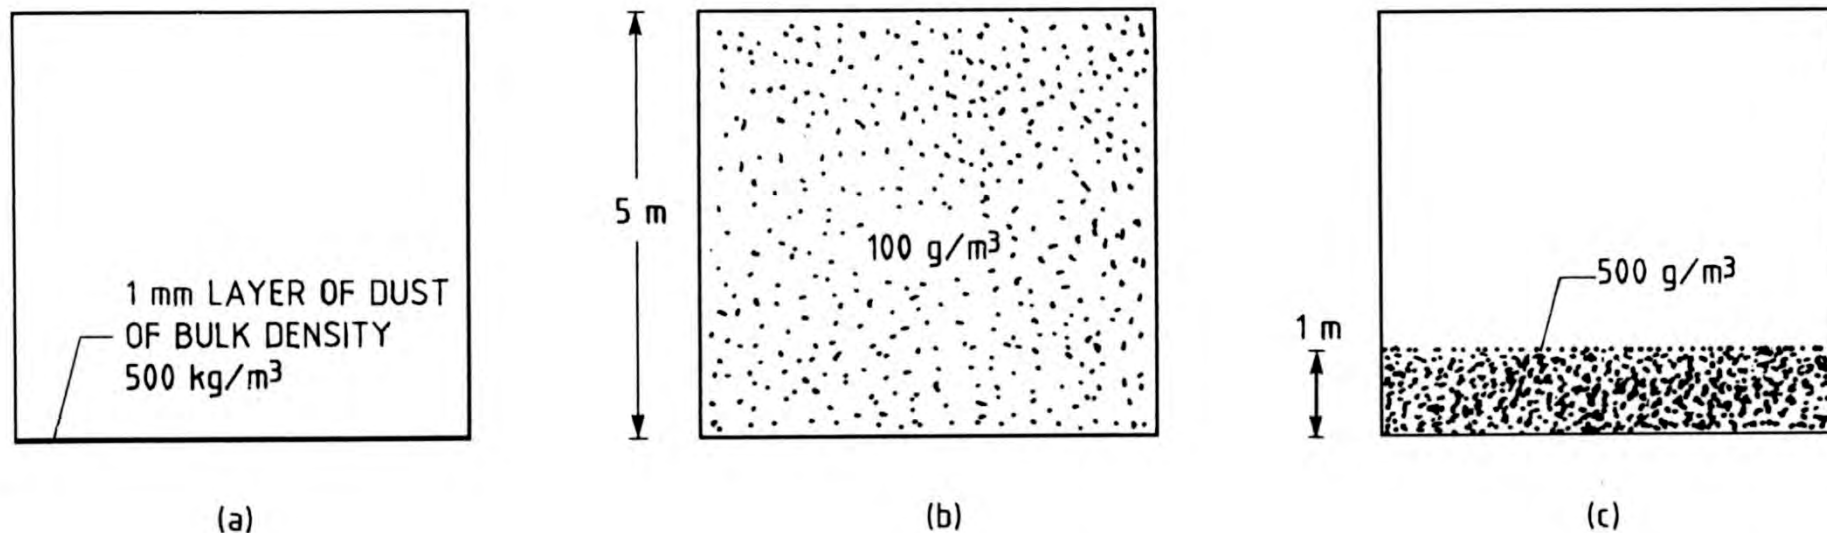 1 mm LAYER OF DUST
OF BULK DENSITY
500 kg/m³
(a)
5 m
100 g/m³
(b)
500 g/m³
1 m
(c)